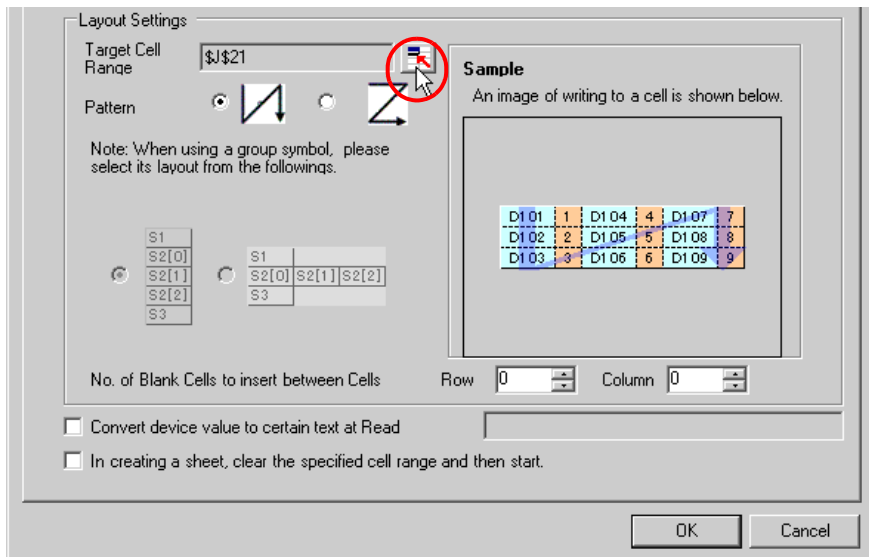 Layout Settings
Target Cell
Range
$J$21
Pattern
Note: When using a group symbol, please
select its layout from the followings.
S1
S2[0]
S2[1]
S2[2]
S3
S1
S2[0] S2[1] S2[2]
S3
Sample
An image of writing to a cell is shown below.
D101 1 D104 4 D107 7
D102 2 D105 5 D108 8
D103 3 D106 6 D109 9
No. of Blank Cells to insert between Cells Row 0 Column 0
Convert device value to certain text at Read
In creating a sheet, clear the specified cell range and then start.
OK Cancel